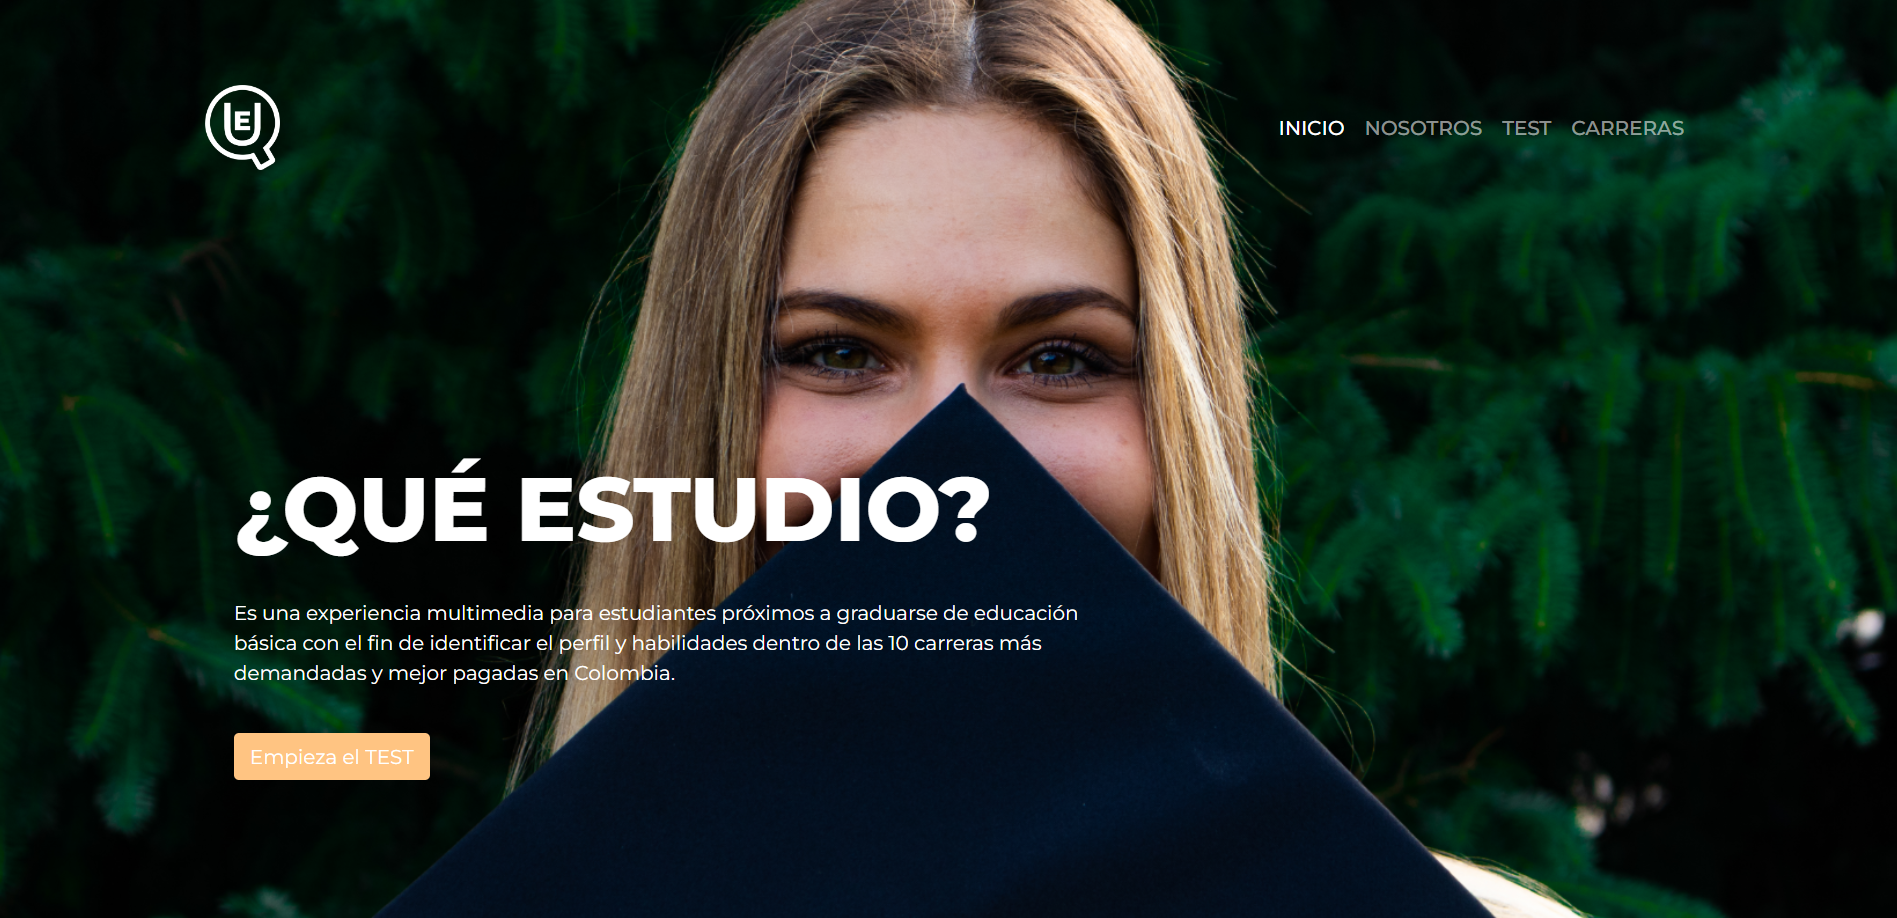 QUE
INICIO NOSOTROS TEST CARRERAS
¿QUÉ ESTUDIO?
Es una experiencia multimedia para estudiantes próximos a graduarse de educación
básica con el fin de identificar el perfil y habilidades dentro de las 10 carreras más
demandadas y mejor pagadas en Colombia.
Empieza el TEST